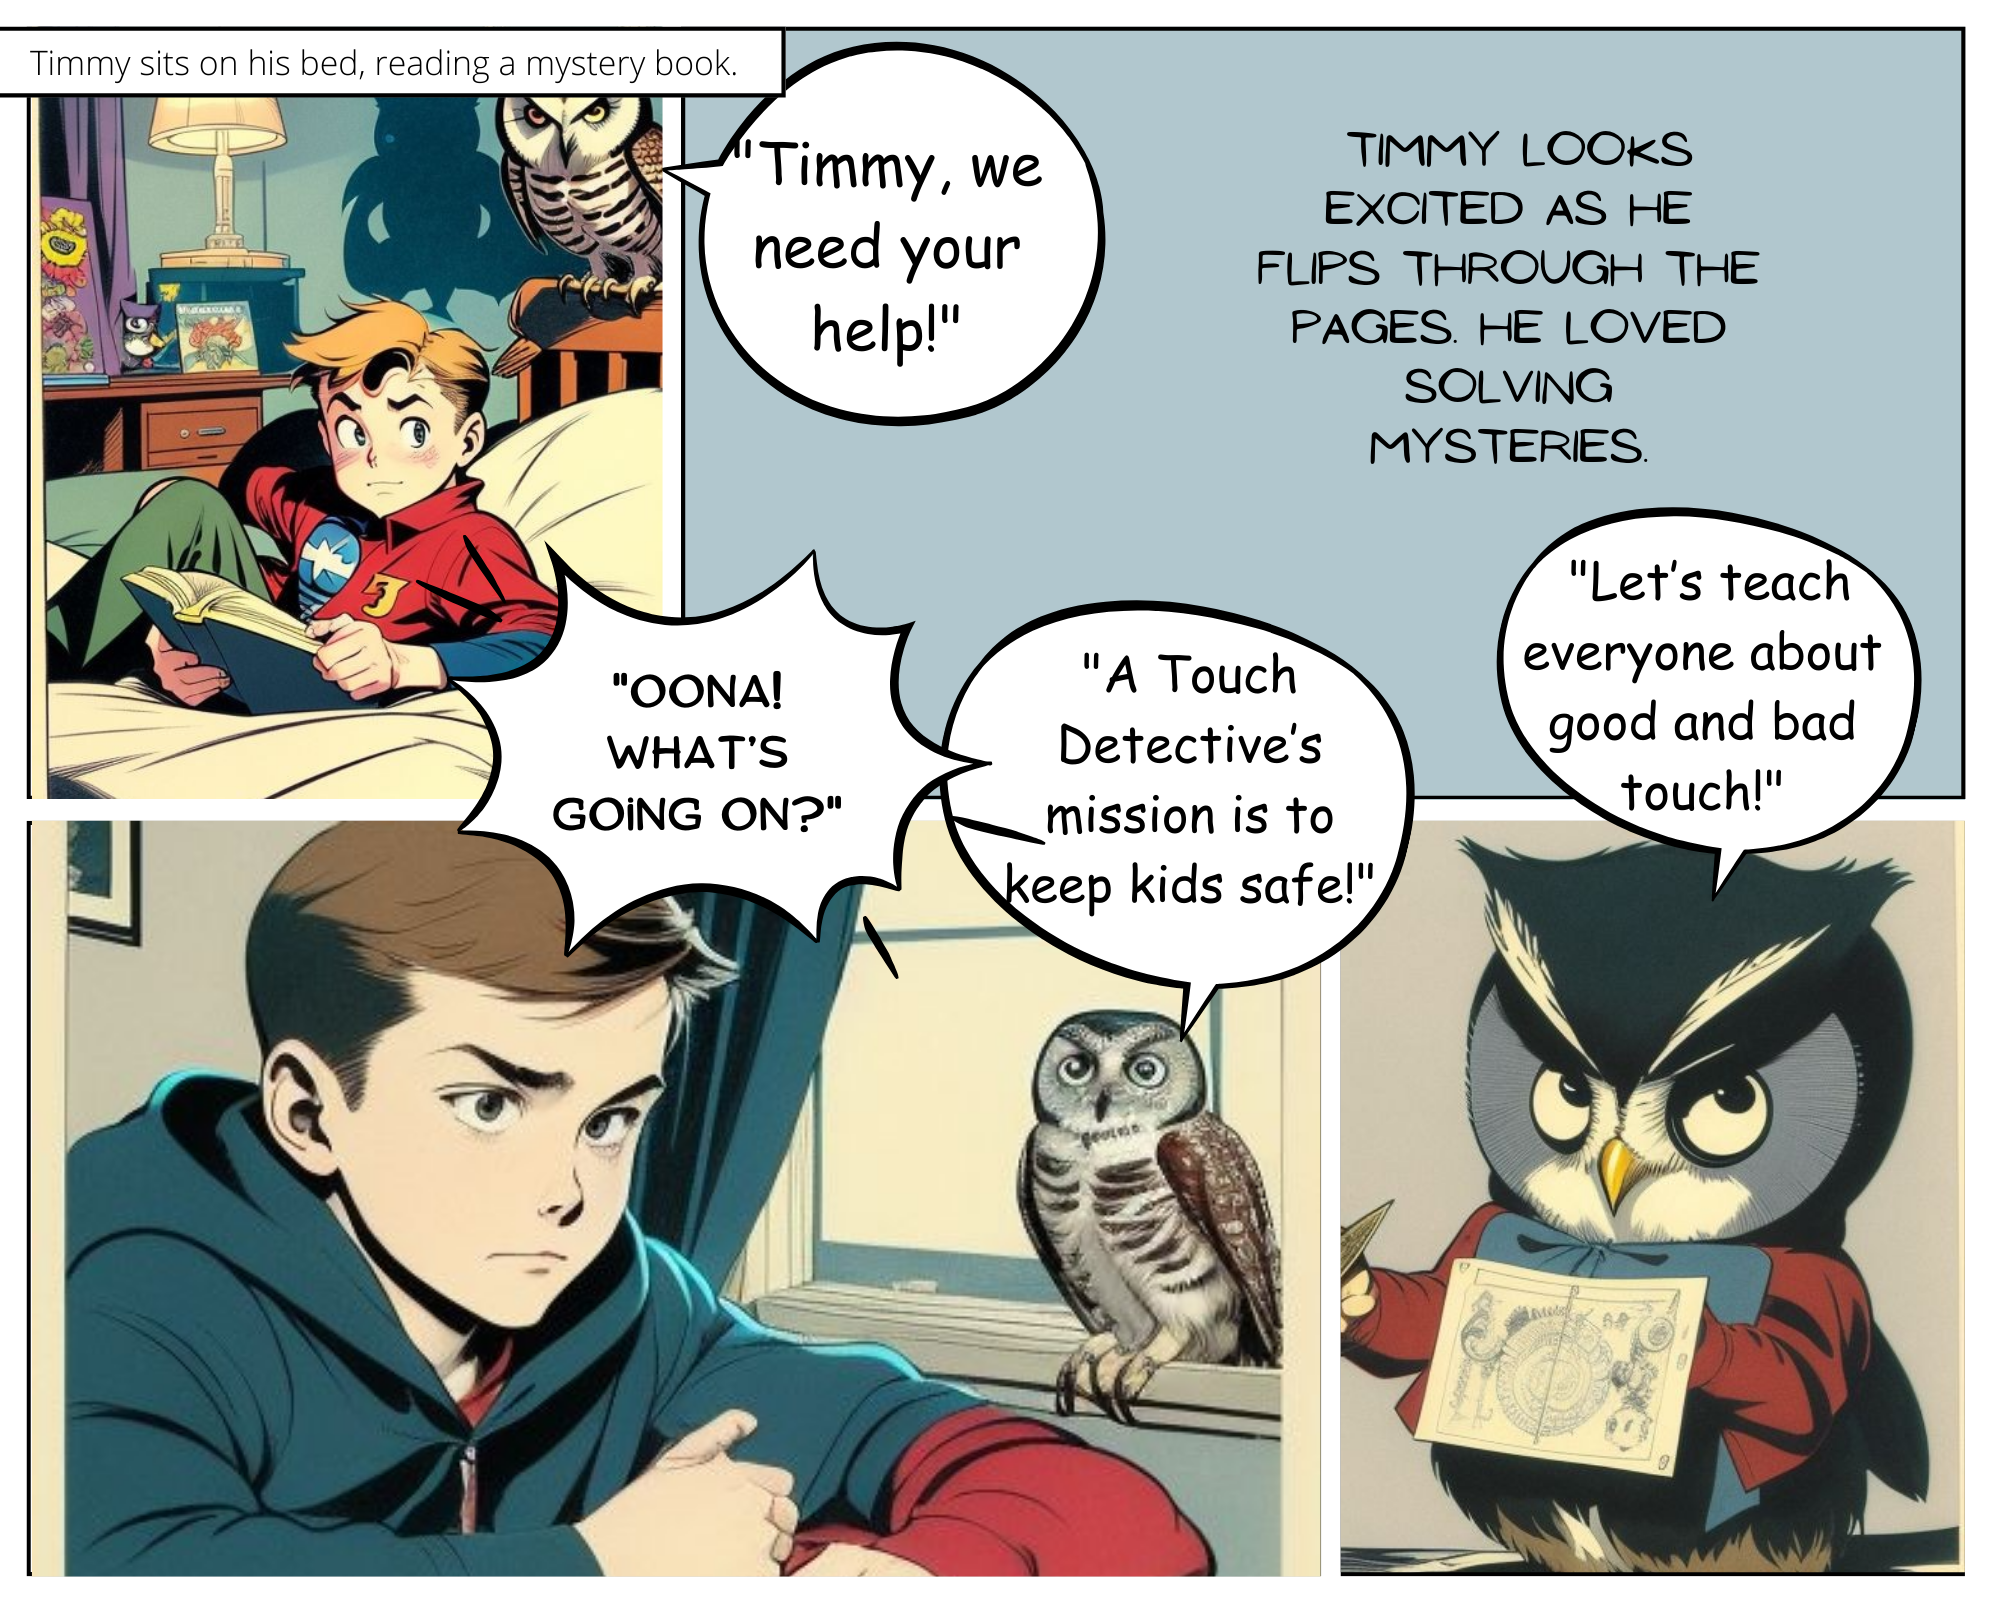 Timmy sits on his bed, reading a mystery book.
"Timmy, we
need your
help!"
TIMMY LOOKS
EXCITED AS HE
FLIPS THROUGH THE
PAGES. HE LOVED
SOLVING
MYSTERIES.
"OONA!
WHAT'S
GOING ON?"
"A Touch
Detective's
mission is to
keep kids safe!"
"Let's teach
everyone about
good and bad
touch!"